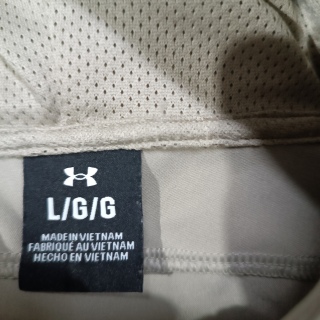 L/G/G
MADE IN VIETNAM
FABRIQUÉ AU VIETNAM
HECHO EN VIETNAM